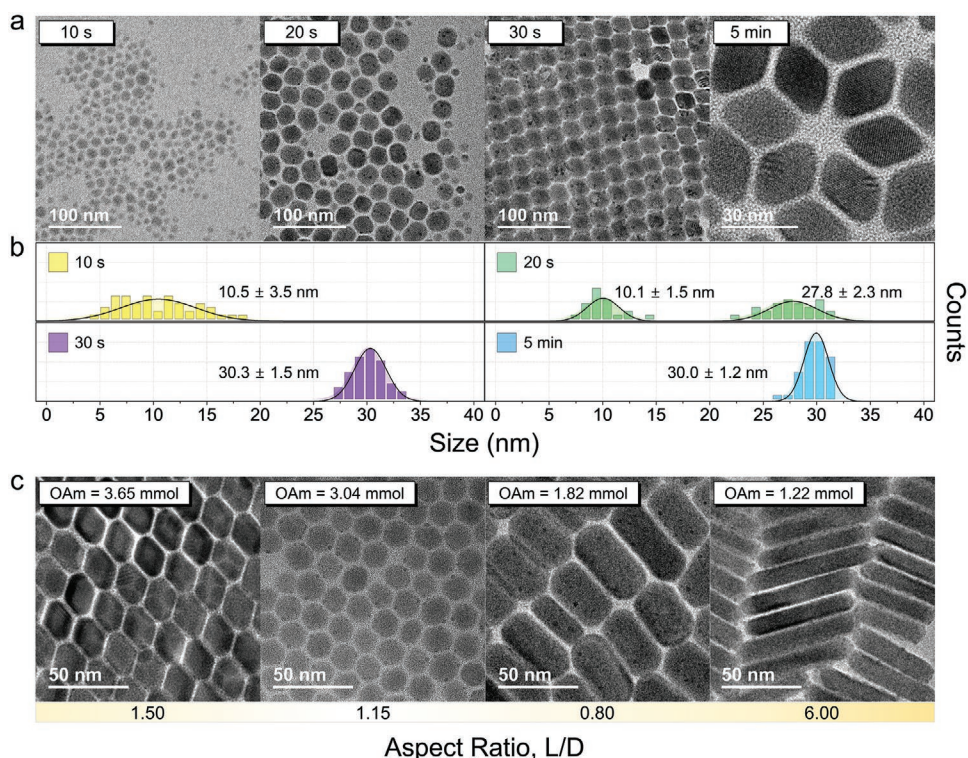 a
10 s
20 s
30 s
5 min
100 nm
100 nm
100 nm
30 nm
b
10 s
10.5 ± 3.5 nm
20 s
10.1 ± 1.5 nm
27.8 ± 2.3 nm
30 s
30.3 ± 1.5 nm
5 min
30.0 ± 1.2 nm
Counts
0 5 10 15 20 25 30 35 40 0 5 10 15 20 25 30 35 40
Size (nm)
c
OAm = 3.65 mmol
OAm = 3.04 mmol
OAm = 1.82 mmol
OAm = 1.22 mmol
50 nm
50 nm
50 nm
50 nm
1.50
1.15
0.80
6.00
Aspect Ratio, L/D